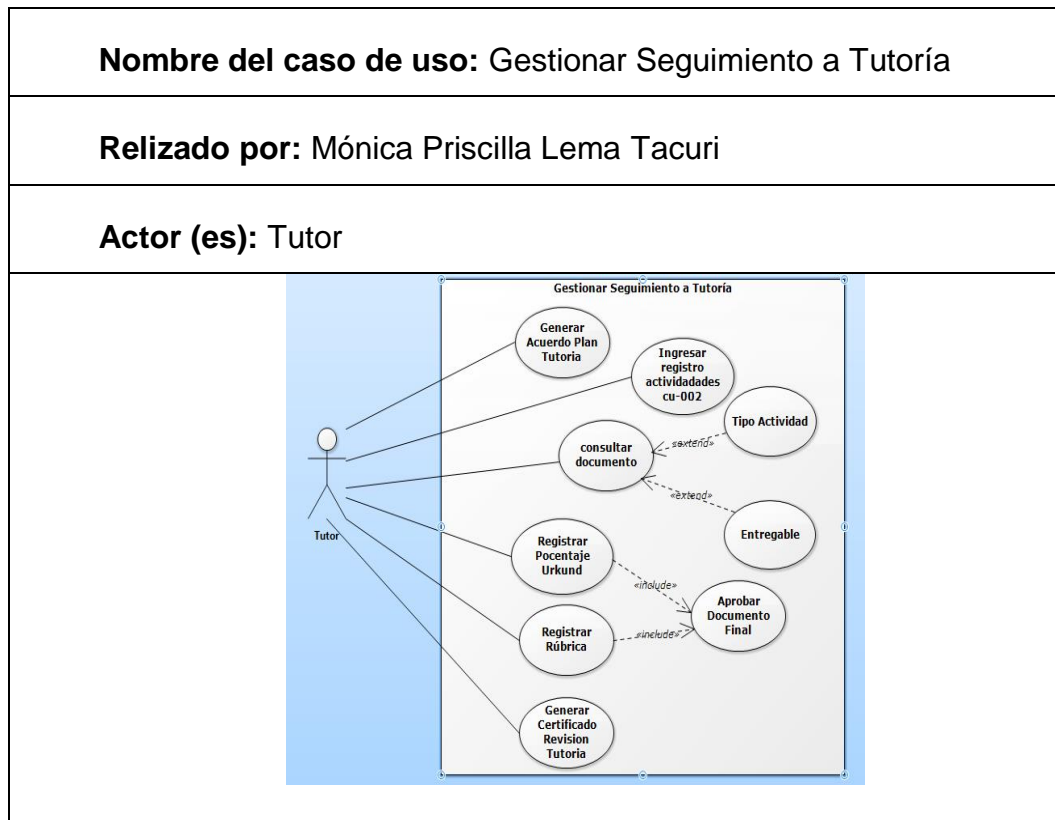 Nombre del caso de uso: Gestionar Seguimiento a Tutoría
Relizado por: Mónica Priscilla Lema Tacuri
Actor (es): Tutor
Gestionar Seguimiento a Tutoría
Generar
Acuerdo Plan
Tutoria
Ingresar
registro
actividadades
cu-002
Tipo Actividad
«extend»
consultar
documento
«extend»
Entregable
Tutor
Registrar
Pocentaje
Urkund
«include»
Aprobar
Documento
Final
Registrar
Rúbrica
«include»
Generar
Certificado
Revision
Tutoria